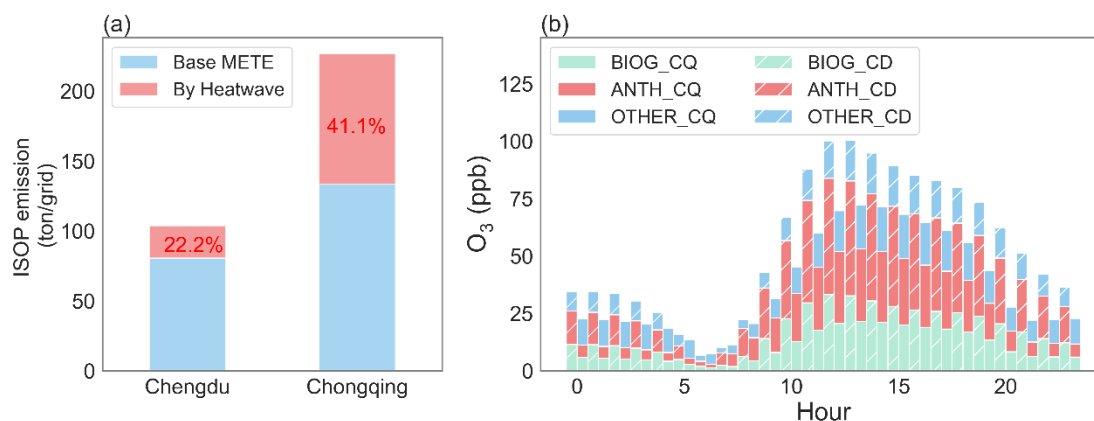 (a)
ISOP emission
(ton/grid)
200
150
100
50
0
Base METE
By Heatwave
22.2%
41.1%
Chengdu
Chongqing
(b)
O₃ (ppb)
125
100
75
50
25
0
BIOG_CQ
ANTH_CQ
OTHER_CQ
BIOG_CD
ANTH_CD
OTHER_CD
0
5
10
15
20
Hour